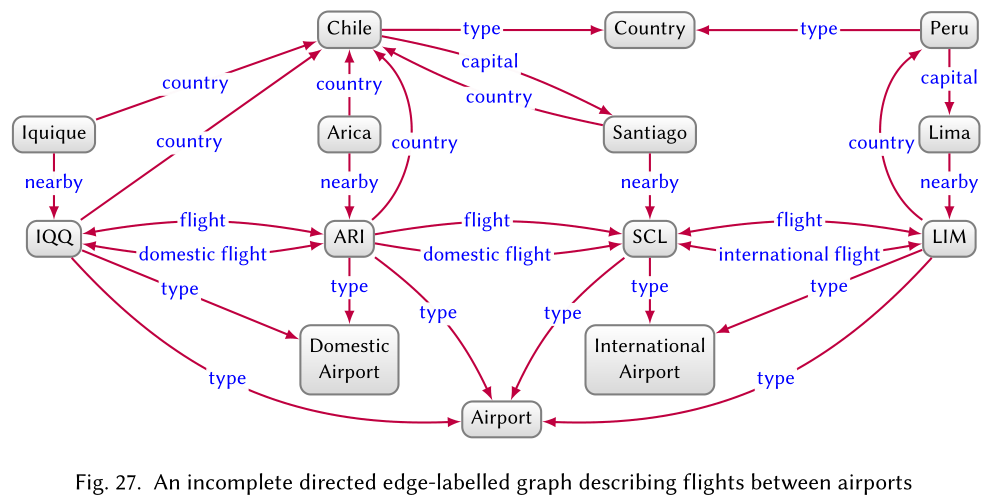 Chile type Country type Peru
capital
country country country capital
Iquique Arica Santiago Lima
country country country
nearby nearby nearby nearby
flight flight flight
IQQ ARI SCL LIM
domestic flight domestic flight international flight
type type type type
type type
Domestic Airport
International Airport
type type
Airport
Fig. 27. An incomplete directed edge-labelled graph describing flights between airports